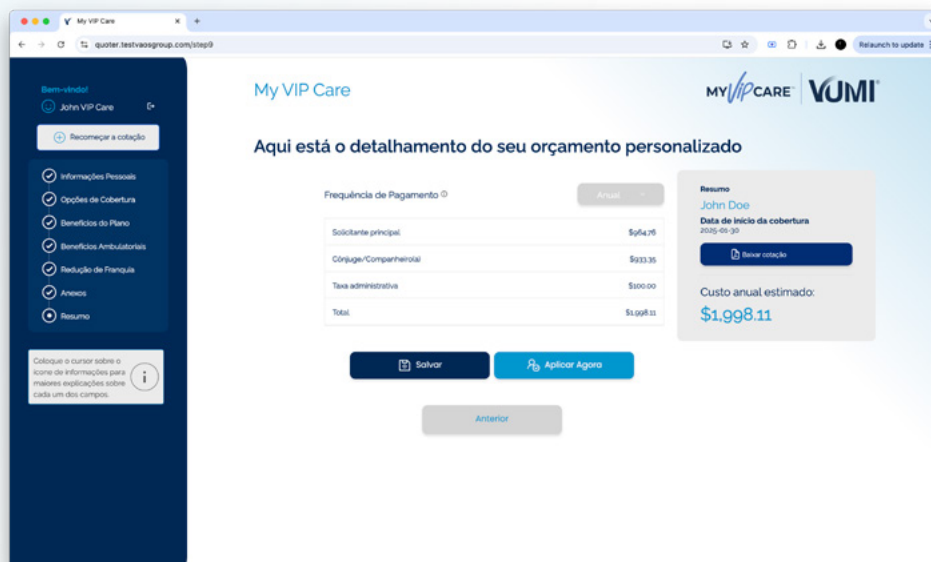 My VIP Care
quoter.testvaosgroup.com/step9
Relaunch to update
Bem-vindo!
John VIP Care
Recomeçar a cotação
Informações Pessoais
Opções de Cobertura
Benefícios do Plano
Benefícios Ambulatoriais
Redução de Franquia
Anexos
Resumo
Coloque o cursor sobre o
ícone de informações para
maiores explicações sobre
cada um dos campos.
i
My VIP Care
MY VIP CARE
VUMI
Aqui está o detalhamento do seu orçamento personalizado
Frequência de Pagamento
Anual
Solicitante principal $964.76
Cônjuge/Companheiro(a) $933.35
Taxa administrativa $100.00
Total $1,998.11
Salvar
Aplicar Agora
Anterior
Resumo
John Doe
Data de início da cobertura
2025-01-30
Baixar cotação
Custo anual estimado:
$1,998.11